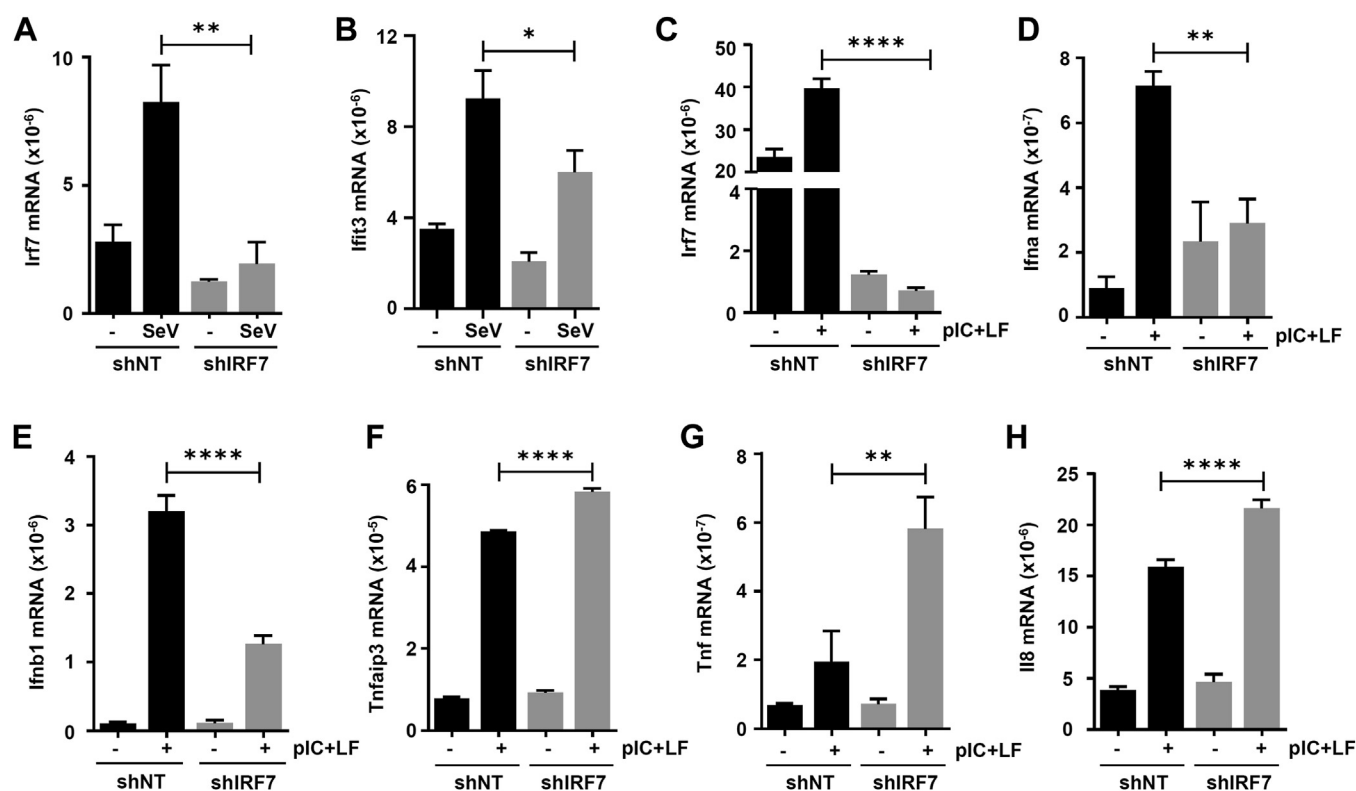 A
**
Irf7 mRNA (x10-6)
10
5
0
- SeV - SeV
shNT shIRF7
B
*
Ifit3 mRNA (x10-6)
12
8
4
0
- SeV - SeV
shNT shIRF7
C
****
Irf7 mRNA (x10-6)
50
40
30
20
4
2
0
- + - + pIC+LF
shNT shIRF7
D
**
Ifna mRNA (x10-7)
8
6
4
2
0
- + - + pIC+LF
shNT shIRF7
E
****
Ifnb1 mRNA (x10-6)
4
3
2
1
0
- + - + pIC+LF
shNT shIRF7
F
****
Tnfaip3 mRNA (x10-5)
6
4
2
0
- + - + pIC+LF
shNT shIRF7
G
**
Tnf mRNA (x10-7)
8
6
4
2
0
- + - + pIC+LF
shNT shIRF7
H
****
Il8 mRNA (x10-6)
25
20
15
10
5
0
- + - + pIC+LF
shNT shIRF7